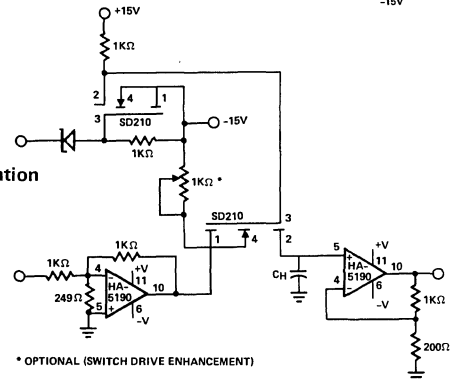 -15V
+15V
1KΩ
2
4
1
3
SD210
1KΩ
-15V
ntion
1KΩ *
SD210
3
1
4
2
1KΩ
1KΩ
4
+V
11
HA-
5190
10
249Ω
5
6
-V
CH
5
+V
11
HA-
5190
10
4
6
-V
1KΩ
200Ω
* OPTIONAL (SWITCH DRIVE ENHANCEMENT)